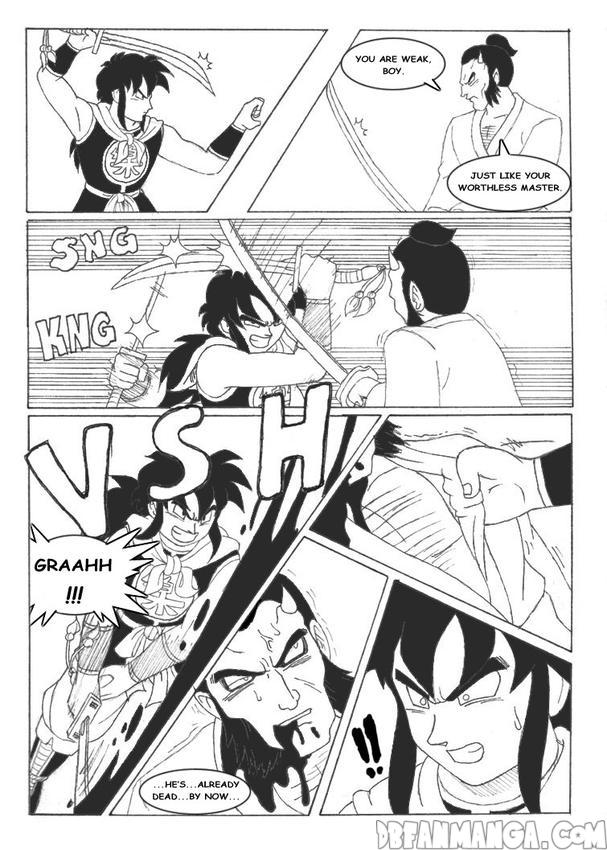 YOU ARE WEAK,
BOY.
JUST LIKE YOUR
WORTHLESS MASTER.
SNG
KNG
VSH
GRAAHH
!!!
!!
...HE'S...ALREADY
DEAD...BY NOW...
DBFANMANGA.COM